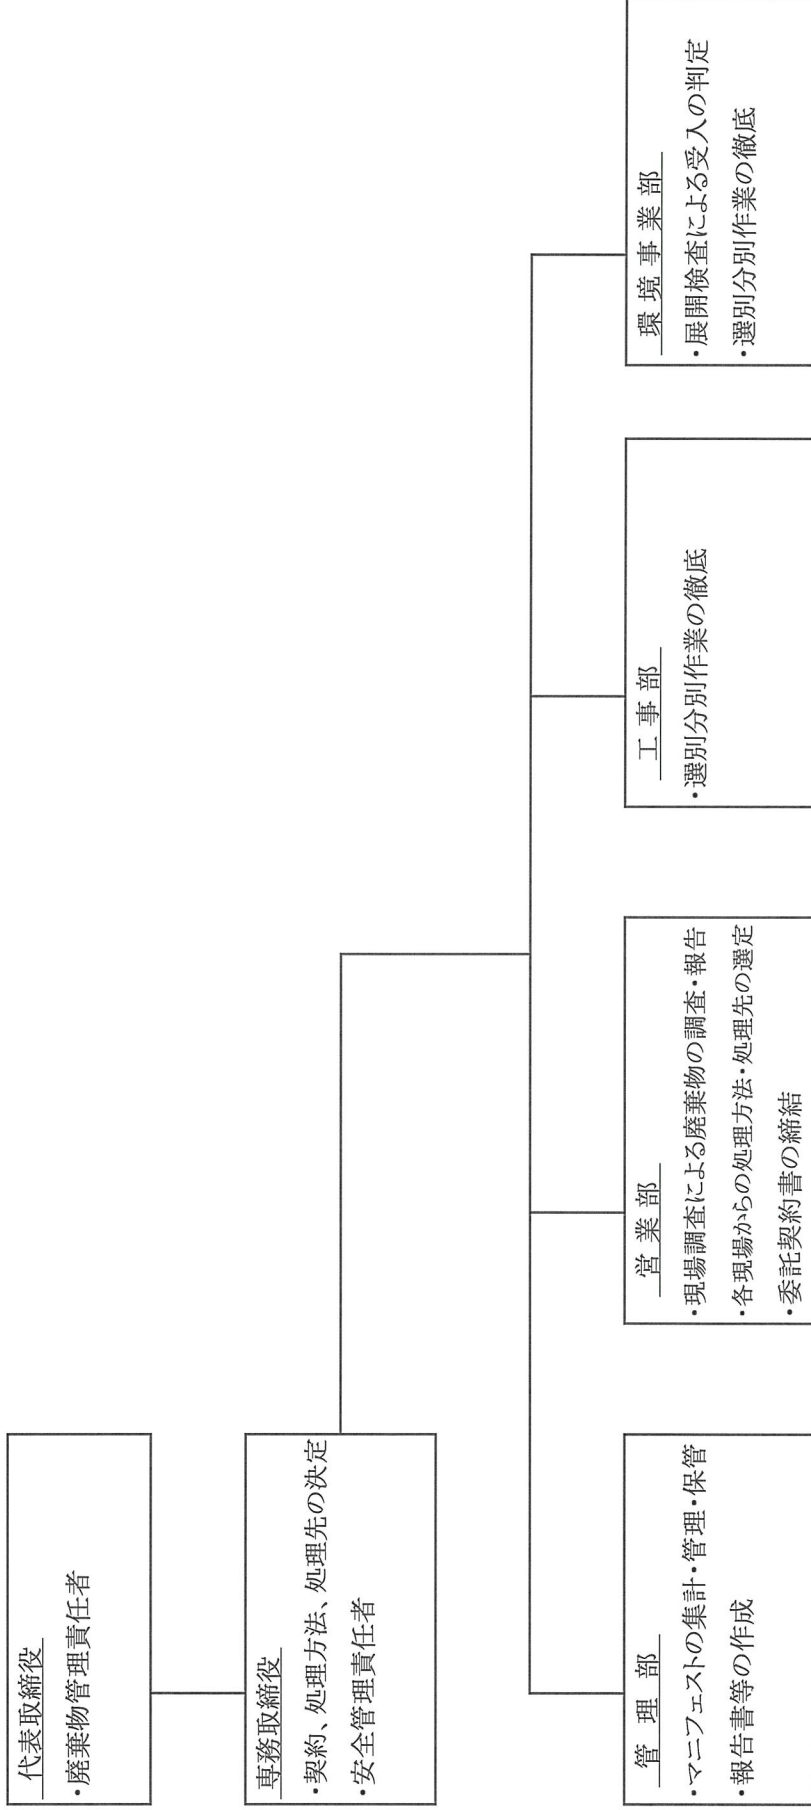 代表取締役
・廃棄物管理責任者
専務取締役
・契約、処理方法、処理先の決定
・安全管理責任者
管理部
・マニフェストの集計・管理・保管
・報告書等の作成
営業部
・現場調査による廃棄物の調査・報告
・各現場からの処理方法・処理先の選定
・委託契約書の締結
工事部
・選別分別作業の徹底
環境事業部
・展開検査による受入の判定
・選別分別作業の徹底